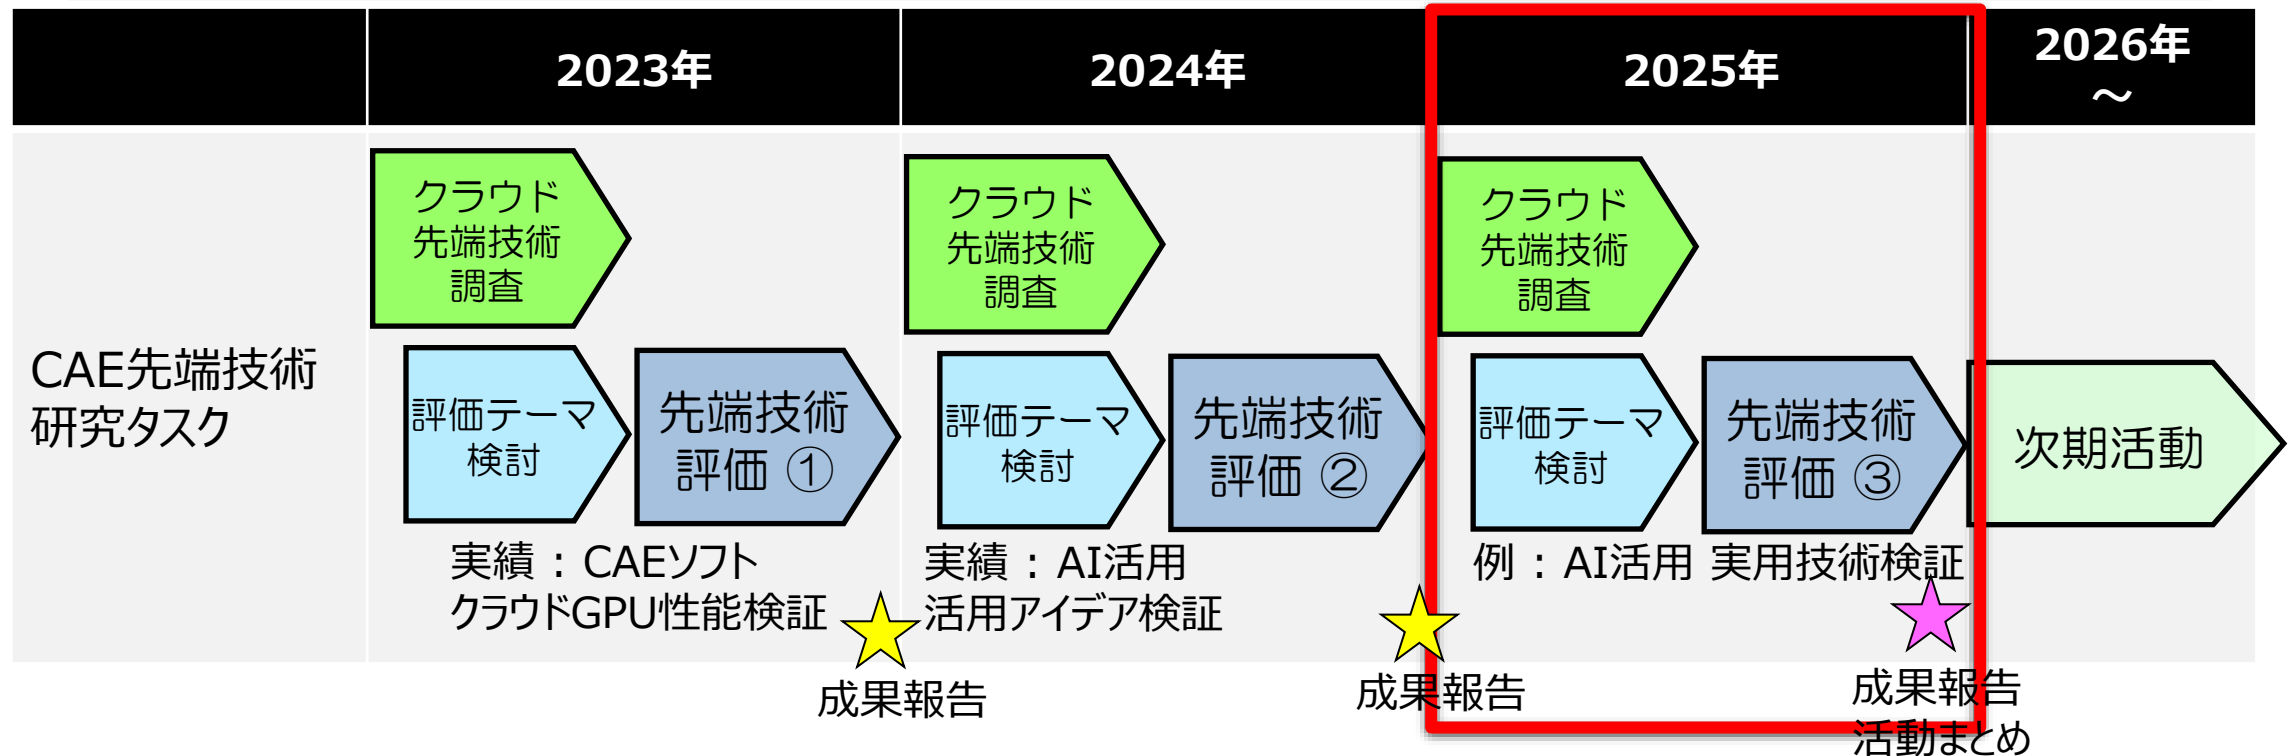 2023年
2024年
2025年
2026年
～
CAE先端技術
研究タスク
クラウド
先端技術
調査
評価テーマ
検討
先端技術
評価 ①
実績：CAEソフト
クラウドGPU性能検証
成果報告
クラウド
先端技術
調査
評価テーマ
検討
先端技術
評価 ②
実績：AI活用
活用アイデア検証
成果報告
クラウド
先端技術
調査
評価テーマ
検討
先端技術
評価 ③
例：AI活用 実用技術検証
成果報告
活動まとめ
次期活動